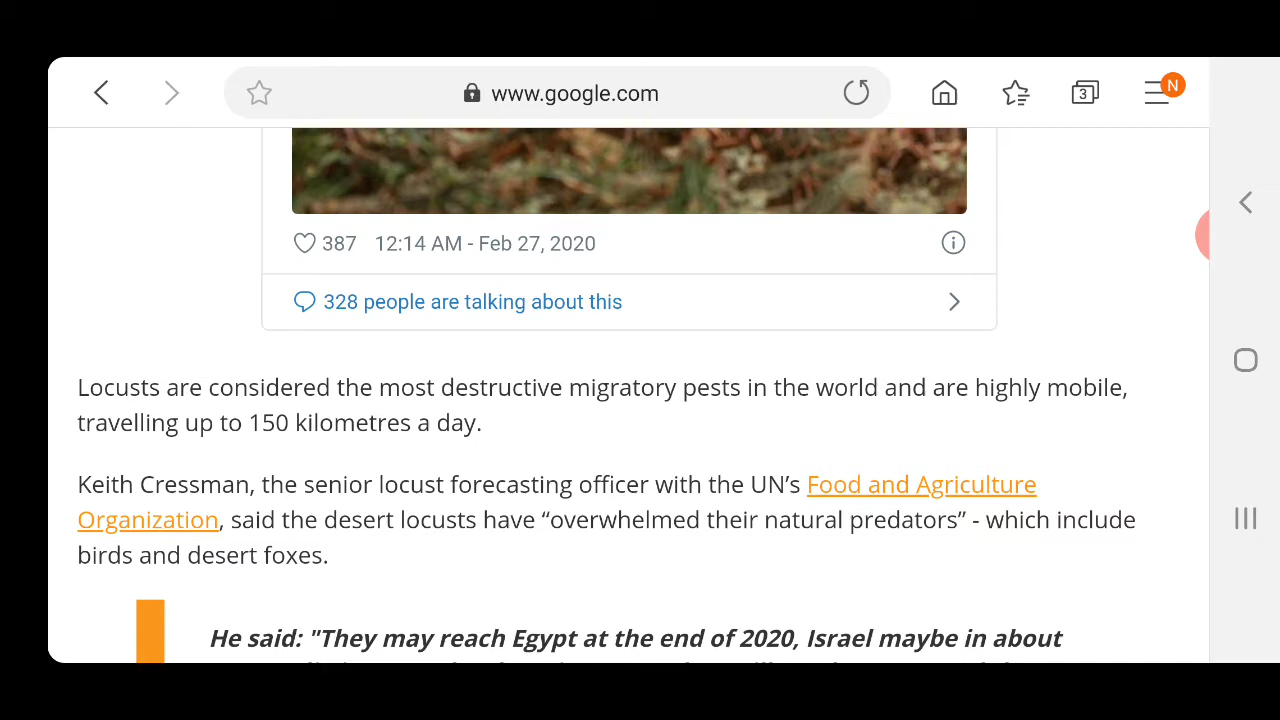 www.google.com
3
N
387 12:14 AM - Feb 27, 2020
328 people are talking about this
Locusts are considered the most destructive migratory pests in the world and are highly mobile,
travelling up to 150 kilometres a day.
Keith Cressman, the senior locust forecasting officer with the UN’s Food and Agriculture
Organization, said the desert locusts have “overwhelmed their natural predators” - which include
birds and desert foxes.
He said: "They may reach Egypt at the end of 2020, Israel maybe in about